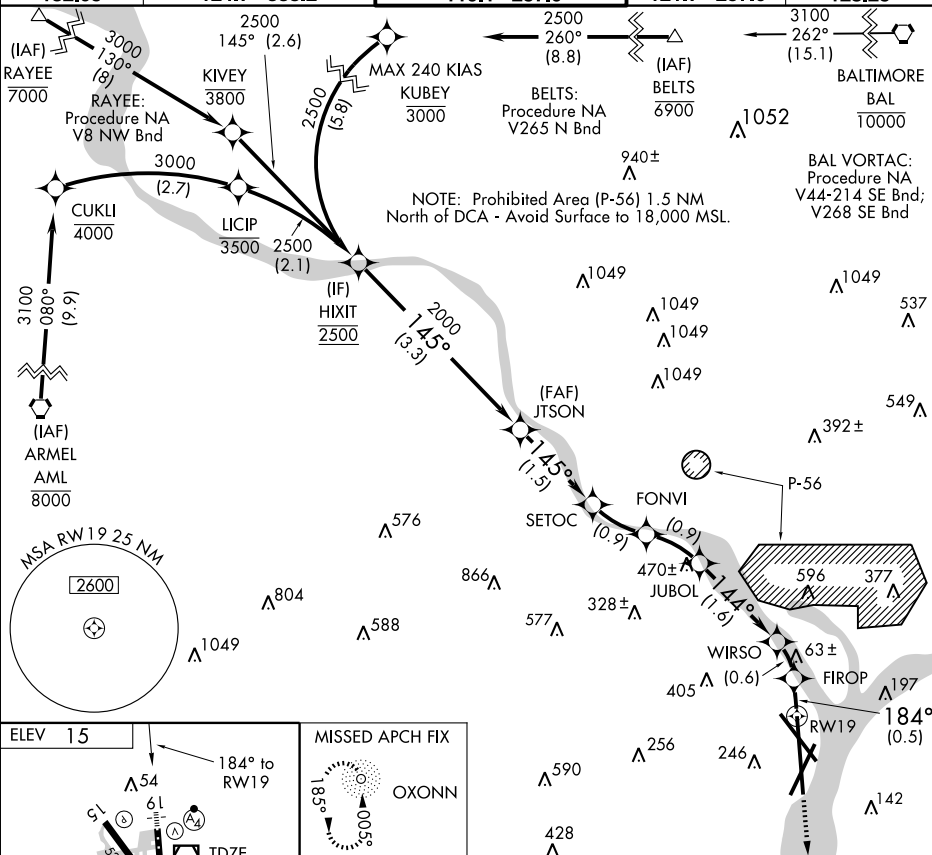 2500
145° (2.6)
2500
260°
(8.8)
3100
262°
(15.1)
(IAF)
RAYEE
7000
3000
130°
(8)
KIVEY
3800
MAX 240 KIAS
KUBEY
3000
2500
(5.8)
(IAF)
BELTS
6900
BALTIMORE
BAL
10000
RAYEE:
Procedure NA
V8 NW Bnd
BELTS:
Procedure NA
V265 N Bnd
1052
940±
BAL VORTAC:
Procedure NA
V44-214 SE Bnd;
V268 SE Bnd
3000
(2.7)
CUKLI
4000
LICIP
3500
2500
(2.1)
NOTE: Prohibited Area (P-56) 1.5 NM
North of DCA - Avoid Surface to 18,000 MSL.
(IF)
HIXIT
2500
3100
080°
(9.9)
2000
145°
(3.3)
1049
1049
1049
1049
1049
537
549
392±
(IAF)
ARMEL
AML
8000
(FAF)
JTSON
145°
(1.5)
P-56
SETOC
FONVI
(0.9)
(0.9)
MSA RW19 25 NM
2600
576
866
804
588
1049
470±
JUBOL
144°
(1.6)
596
377
328±
577
WIRSO
63±
(0.6)
FIROP
405
197
184°
(0.5)
RW19
256
246
590
142
428
ELEV 15
184° to
RW19
54
19
15
V
A4
TDZE
MISSED APCH FIX
OXONN
185°
005°